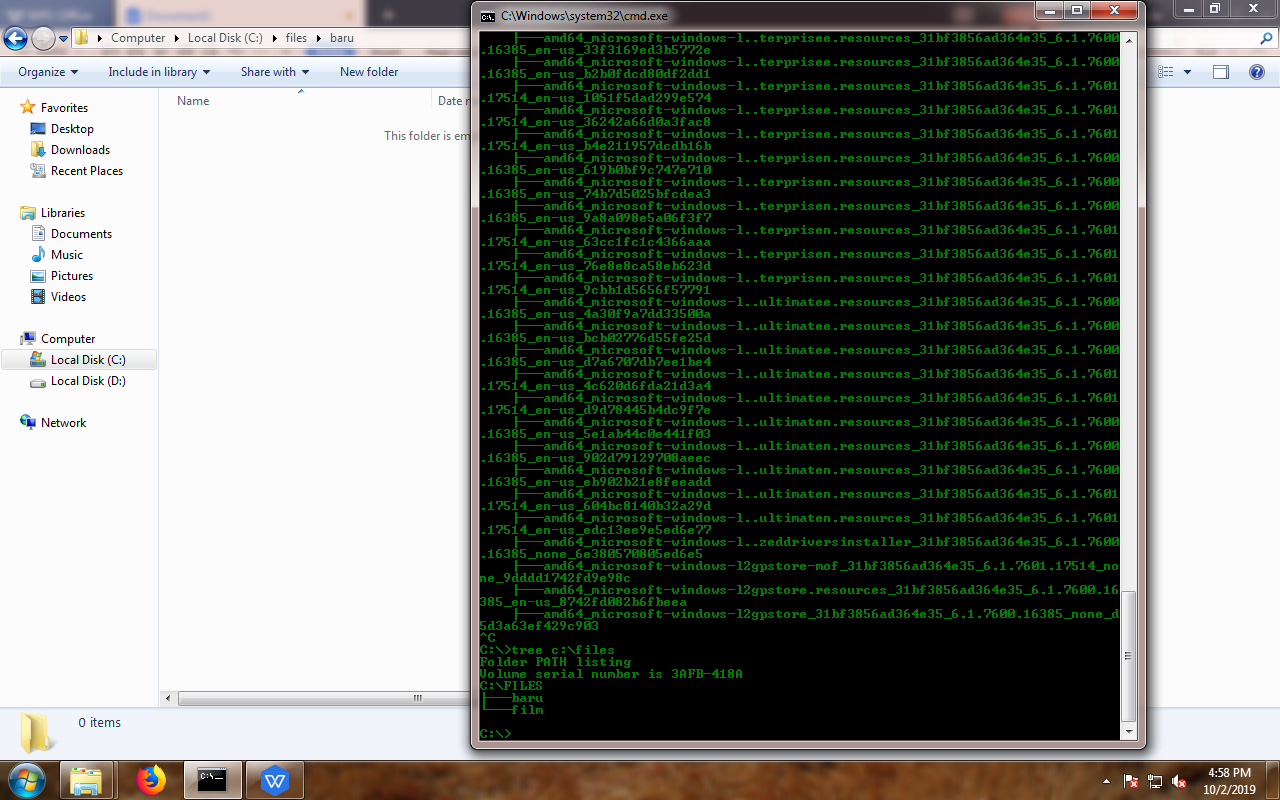 Document1
C:\Windows\system32\cmd.exe
Computer
Local Disk (C:)
files
baru
Organize
Include in library
Share with
New folder
Favorites
Desktop
Downloads
Recent Places
Libraries
Documents
Music
Pictures
Videos
Computer
Local Disk (C:)
Local Disk (D:)
Network
Name
Date
This folder is em
0 items
├───amd64_microsoft-windows-l..terprisee.resources_31bf3856ad364e35_6.1.7600
.16385_en-us_33f3169ed3b5772e
├───amd64_microsoft-windows-l..terprisee.resources_31bf3856ad364e35_6.1.7600
.16385_en-us_b2b0fdcd80df2dd1
├───amd64_microsoft-windows-l..terprisee.resources_31bf3856ad364e35_6.1.7601
.17514_en-us_1051f5dad299e574
├───amd64_microsoft-windows-l..terprisee.resources_31bf3856ad364e35_6.1.7601
.17514_en-us_36242a66d0a3fac8
├───amd64_microsoft-windows-l..terprisee.resources_31bf3856ad364e35_6.1.7601
.17514_en-us_b4e211957dcdb16b
├───amd64_microsoft-windows-l..terprisen.resources_31bf3856ad364e35_6.1.7600
.16385_en-us_619b0bf9c747e710
├───amd64_microsoft-windows-l..terprisen.resources_31bf3856ad364e35_6.1.7600
.16385_en-us_74b7d5025bfcdea3
├───amd64_microsoft-windows-l..terprisen.resources_31bf3856ad364e35_6.1.7600
.16385_en-us_9a8a098e5a06f3f7
├───amd64_microsoft-windows-l..terprisen.resources_31bf3856ad364e35_6.1.7601
.17514_en-us_63cc1fc1c4366aaa
├───amd64_microsoft-windows-l..terprisen.resources_31bf3856ad364e35_6.1.7601
.17514_en-us_76e8e8ca58eb623d
├───amd64_microsoft-windows-l..terprisen.resources_31bf3856ad364e35_6.1.7601
.17514_en-us_9cbb1d5656f57791
├───amd64_microsoft-windows-l..ultimatee.resources_31bf3856ad364e35_6.1.7600
.16385_en-us_4a30f9a7dd33500a
├───amd64_microsoft-windows-l..ultimatee.resources_31bf3856ad364e35_6.1.7600
.16385_en-us_bcb02776d55fe25d
├───amd64_microsoft-windows-l..ultimatee.resources_31bf3856ad364e35_6.1.7600
.16385_en-us_d7a6707db7ee1be4
├───amd64_microsoft-windows-l..ultimatee.resources_31bf3856ad364e35_6.1.7601
.17514_en-us_4c620d6fda21d3a4
├───amd64_microsoft-windows-l..ultimatee.resources_31bf3856ad364e35_6.1.7601
.17514_en-us_d9d78445b4dc9f7e
├───amd64_microsoft-windows-l..ultimaten.resources_31bf3856ad364e35_6.1.7600
.16385_en-us_5e1ab44c0e441f03
├───amd64_microsoft-windows-l..ultimaten.resources_31bf3856ad364e35_6.1.7600
.16385_en-us_902d79129708aeec
├───amd64_microsoft-windows-l..ultimaten.resources_31bf3856ad364e35_6.1.7600
.16385_en-us_eb902b21e8feeadd
├───amd64_microsoft-windows-l..ultimaten.resources_31bf3856ad364e35_6.1.7601
.17514_en-us_604bc8140b32a29d
├───amd64_microsoft-windows-l..ultimaten.resources_31bf3856ad364e35_6.1.7601
.17514_en-us_edc13ee9e5ed6e77
├───amd64_microsoft-windows-l..zeddriversinstaller_31bf3856ad364e35_6.1.7600
.16385_none_6e380570805ed6e5
├───amd64_microsoft-windows-l2gpstore-mof_31bf3856ad364e35_6.1.7601.17514_no
ne_9dddd1742fd9e98c
├───amd64_microsoft-windows-l2gpstore.resources_31bf3856ad364e35_6.1.7600.16
385_en-us_8742fd082b6fbeea
├───amd64_microsoft-windows-l2gpstore_31bf3856ad364e35_6.1.7600.16385_none_d
5d3a63ef429c903
^C
C:\>tree c:\files
Folder PATH listing
Volume serial number is 3AFB-418A
C:\FILES
├───baru
└───film
C:\>
4:58 PM
10/2/2019